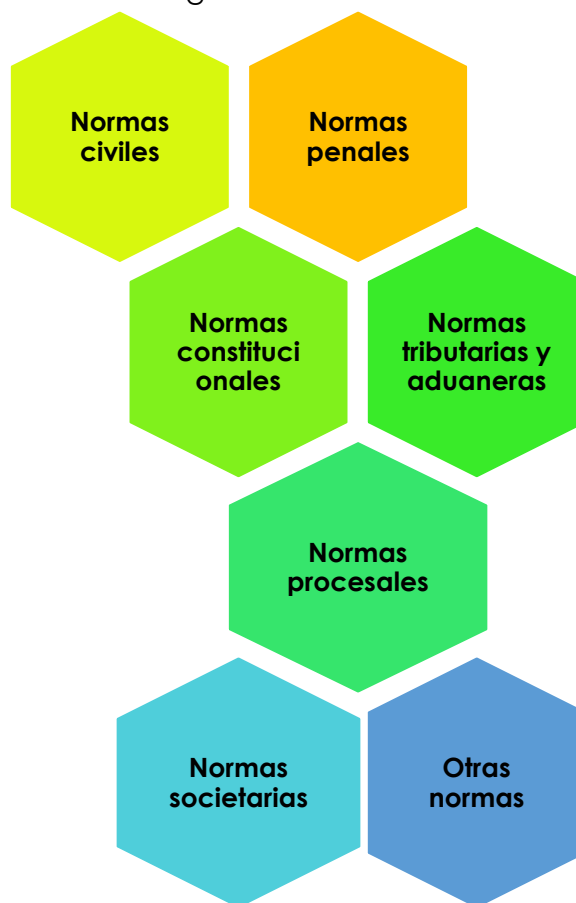 Normas
civiles
Normas
penales
Normas
constituci
onales
Normas
tributarias y
aduaneras
Normas
procesales
Normas
societarias
Otras
normas